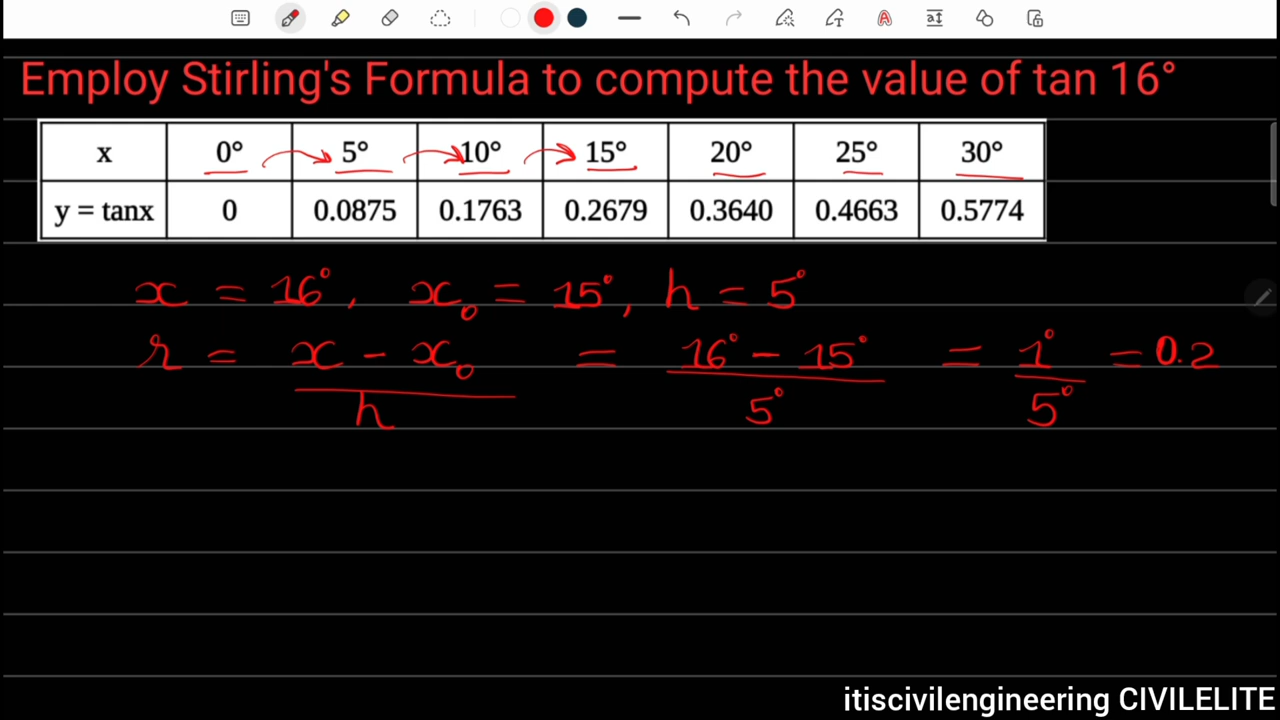 Employ Stirling's Formula to compute the value of tan 16°
x 0° 5° 10° 15° 20° 25° 30°
y = tanx 0 0.0875 0.1763 0.2679 0.3640 0.4663 0.5774
x = 16°, x₀ = 15°, h = 5°
r = x - x₀ / h = 16° - 15° / 5° = 1° / 5° = 0.2
itiscivilengineering CIVILELITE